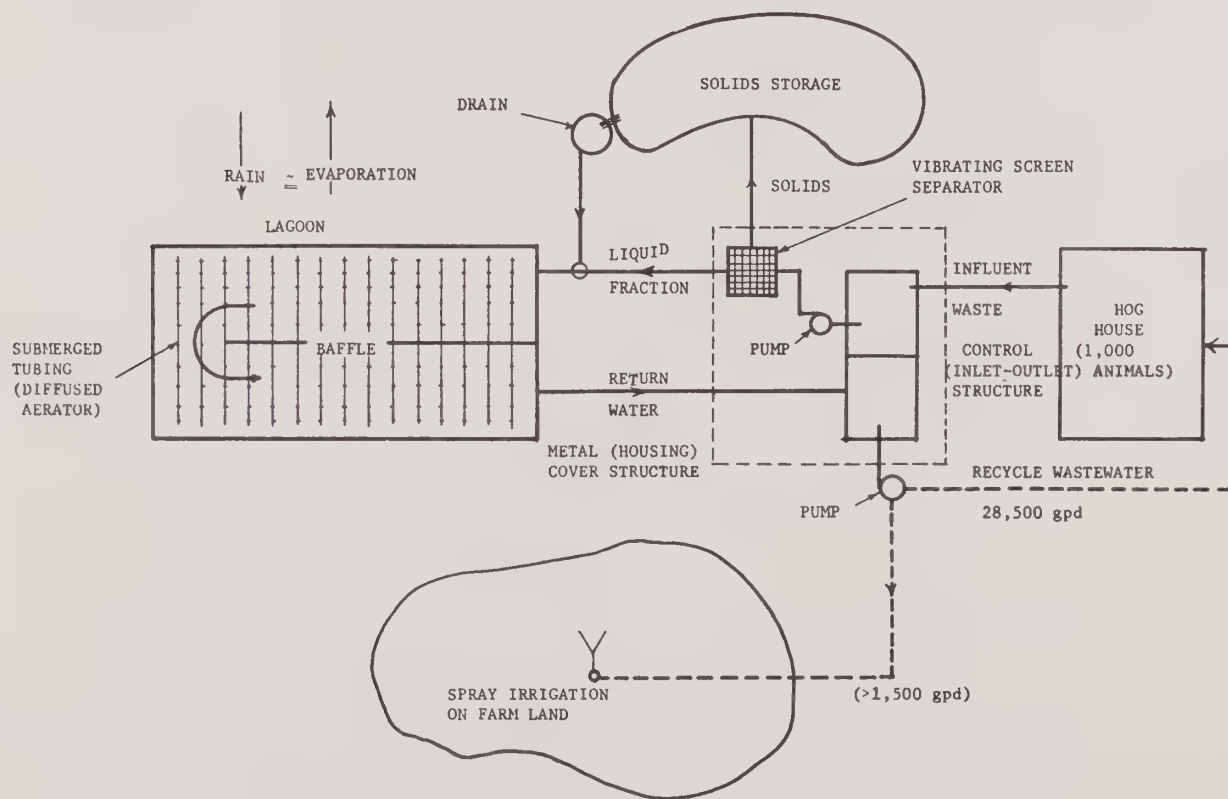 SOLIDS STORAGE
DRAIN
RAIN ≃ EVAPORATION
VIBRATING SCREEN
SEPARATOR
SOLIDS
LAGOON
LIQUID
FRACTION
INFLUENT
WASTE
HOG
HOUSE
(1,000
ANIMALS)
SUBMERGED
TUBING
(DIFFUSED
AERATOR)
BAFFLE
PUMP
CONTROL
(INLET-OUTLET)
STRUCTURE
RETURN
WATER
METAL (HOUSING)
COVER STRUCTURE
RECYCLE WASTEWATER
PUMP
28,500 gpd
SPRAY IRRIGATION
ON FARM LAND
(>1,500 gpd)